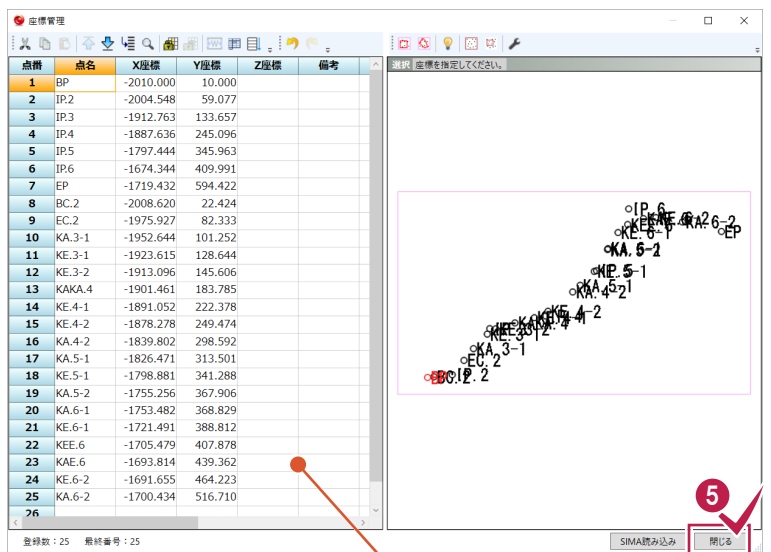 座標管理
点番 点名 X座標 Y座標 Z座標 備考
1 BP -2010.000 10.000
2 IP.2 -2004.548 59.077
3 IP.3 -1912.763 133.657
4 IP.4 -1887.636 245.096
5 IP.5 -1797.444 345.963
6 IP.6 -1674.344 409.991
7 EP -1719.432 594.422
8 BC.2 -2008.620 22.424
9 EC.2 -1975.927 82.333
10 KA.3-1 -1952.644 101.252
11 KE.3-1 -1923.615 128.644
12 KE.3-2 -1913.096 145.606
13 KAKA.4 -1901.461 183.785
14 KE.4-1 -1891.052 222.378
15 KE.4-2 -1878.278 249.474
16 KA.4-2 -1839.802 298.592
17 KA.5-1 -1826.471 313.501
18 KE.5-1 -1798.881 341.288
19 KA.5-2 -1755.256 367.906
20 KA.6-1 -1753.482 368.829
21 KE.6-1 -1721.491 388.812
22 KEE.6 -1705.479 407.878
23 KAE.6 -1693.814 439.362
24 KE.6-2 -1691.655 464.223
25 KA.6-2 -1700.434 516.710
26
登録数：25 最終番号：25
選択 座標を指定してください。
IP.6
KA.6-2
EP
KE.6-1
KA.4-2
KE.4-2
KA.3-1
EC.2
IP.2
SIMA読み込み 閉じる
5